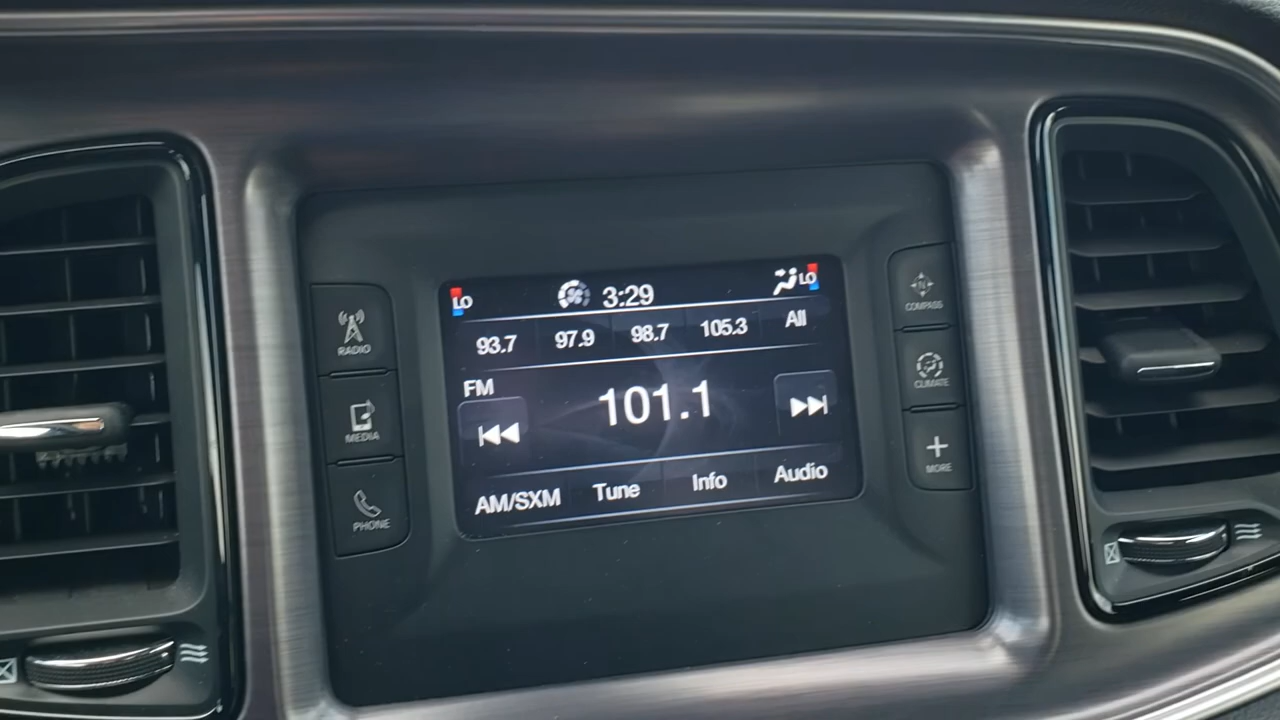 LO 3:29 LO
93.7 97.9 98.7 105.3 All
FM
101.1
AM/SXM Tune Info Audio
RADIO
MEDIA
PHONE
N
COMPASS
CLIMATE
MORE